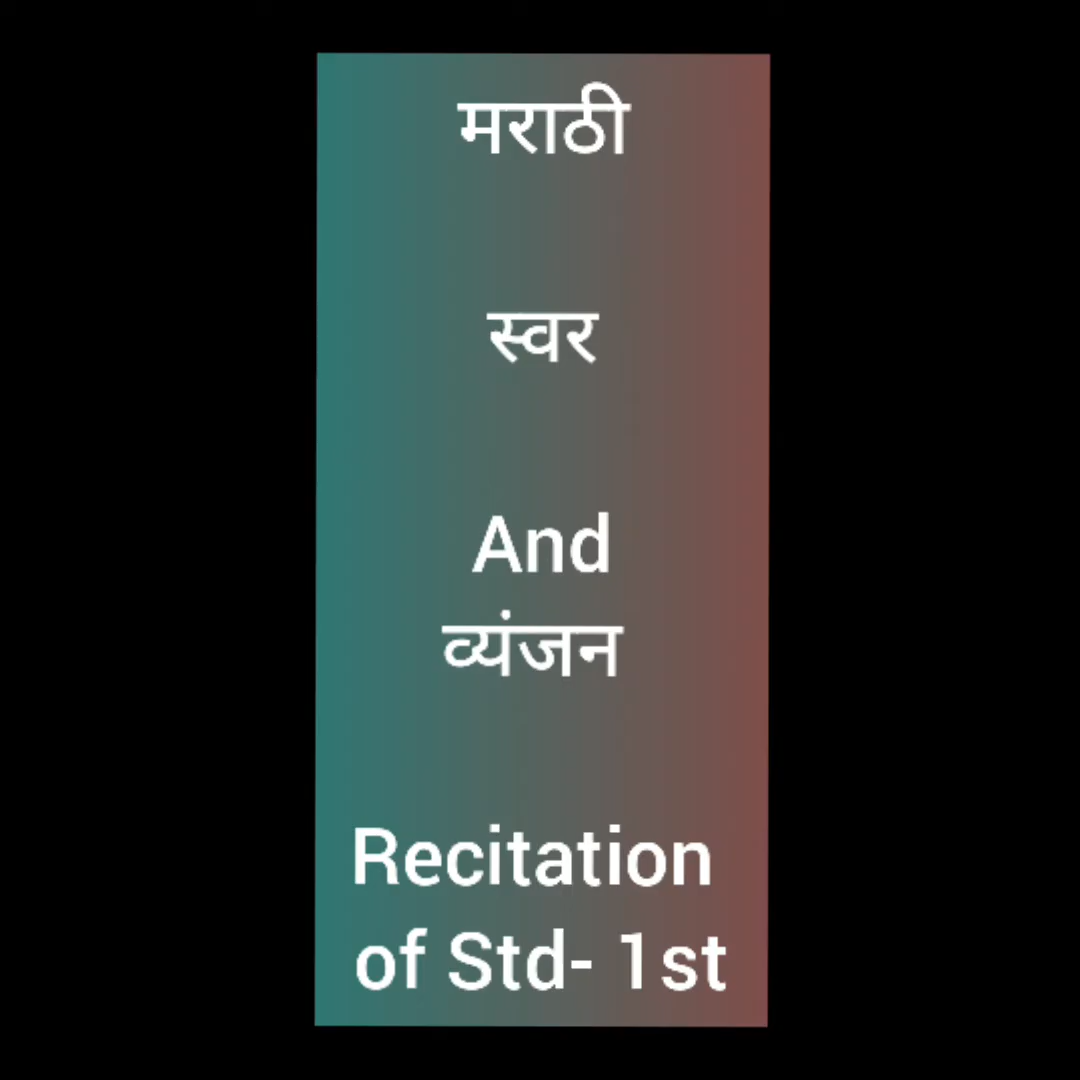 मराठी
स्वर
And
व्यंजन
Recitation
of Std- 1st